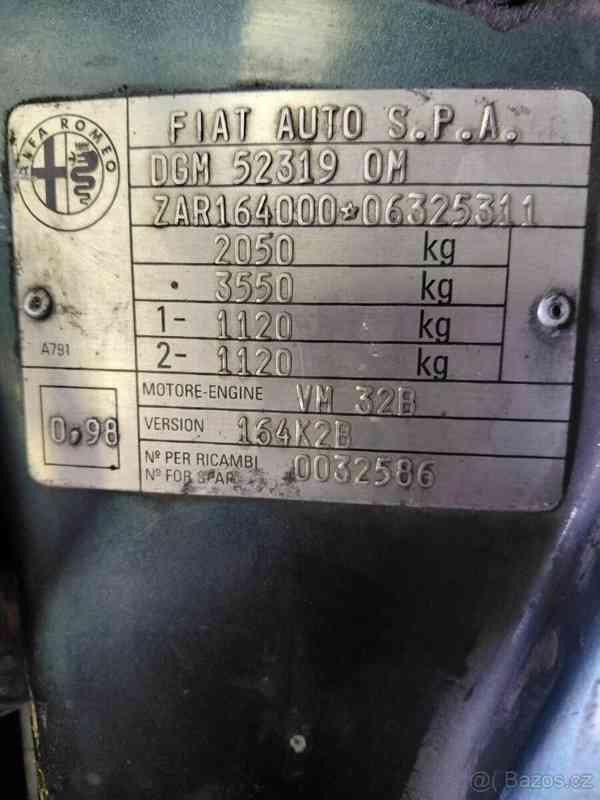 ALFA ROMEO
FIAT AUTO S.P.A.
DGM 52319 OM
ZAR164000*06325311
2050 kg
• 3550 kg
1- 1120 kg
2- 1120 kg
A791
MOTORE-ENGINE VM 32B
0,98
VERSION 164K2B
Nº PER RICAMBI 0032586
Nº FOR SPAR
Bazos.cz